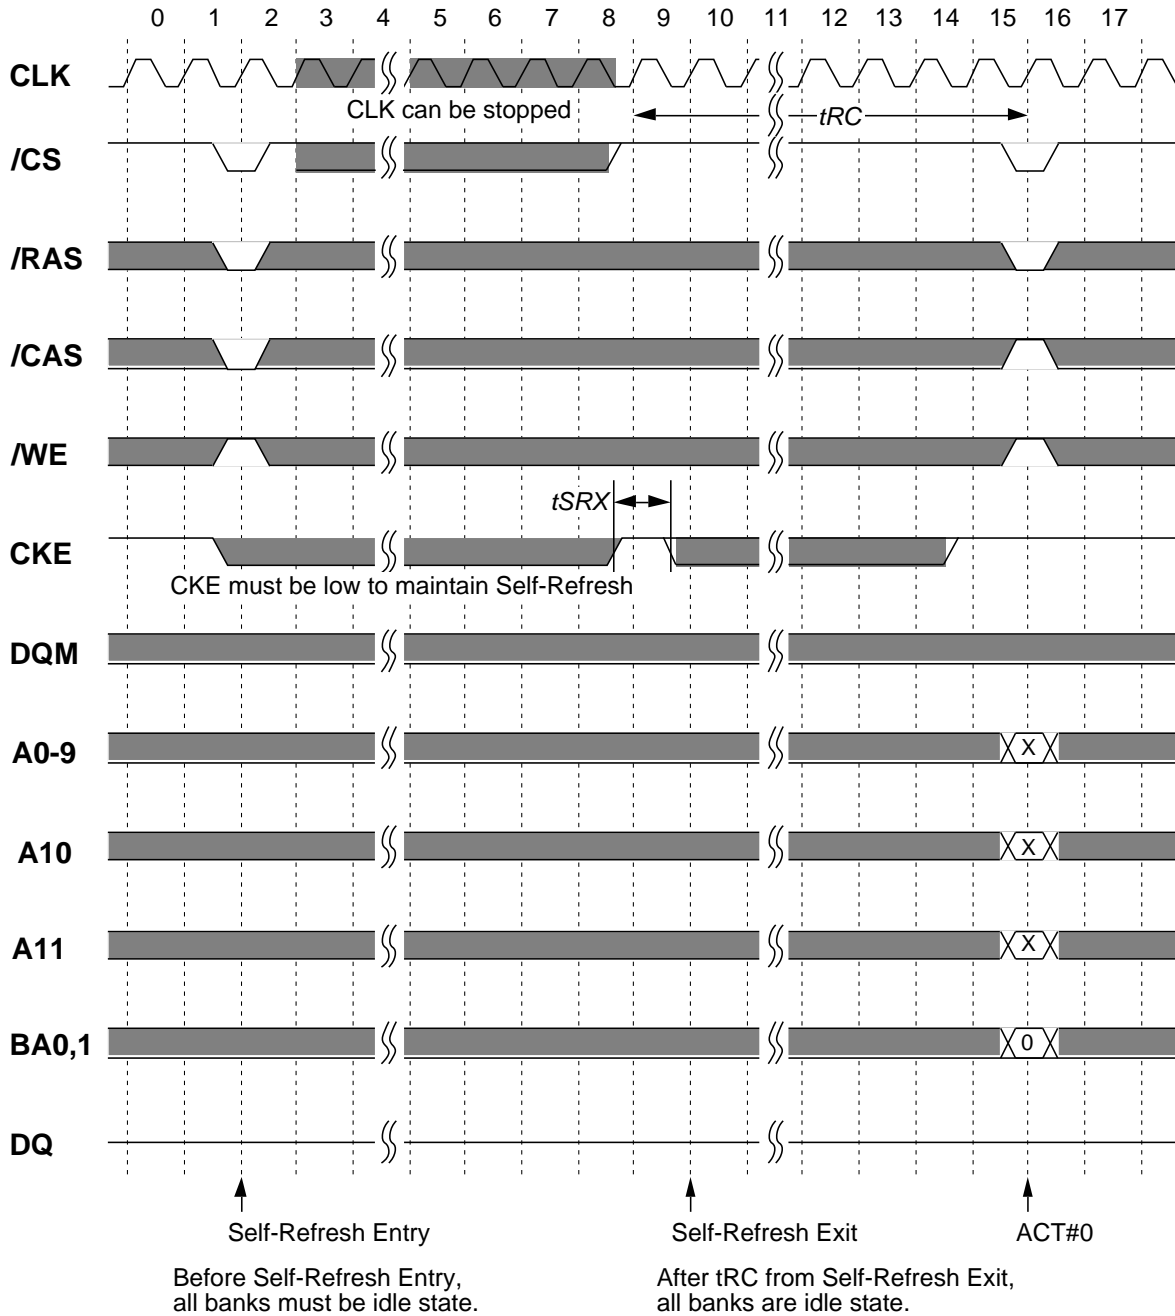 0 1 2 3 4 5 6 7 8 9 10 11 12 13 14 15 16 17
CLK
CLK can be stopped
tRC
/CS
/RAS
/CAS
/WE
tSRX
CKE
CKE must be low to maintain Self-Refresh
DQM
A0-9 X
A10 X
A11 X
BA0,1 0
DQ
Self-Refresh Entry Self-Refresh Exit ACT#0
Before Self-Refresh Entry,
all banks must be idle state.
After tRC from Self-Refresh Exit,
all banks are idle state.